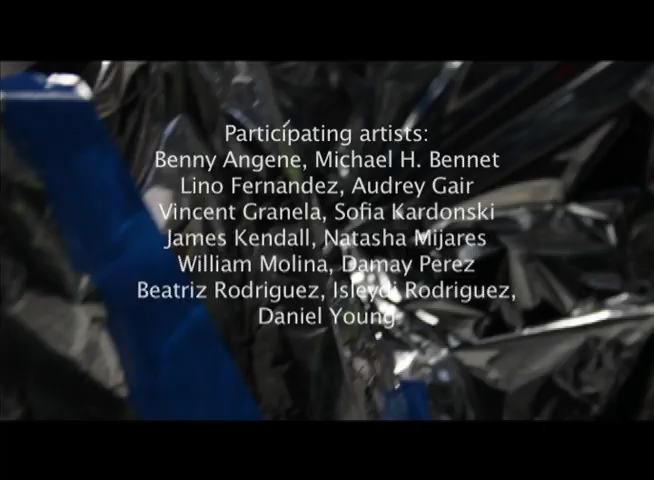 Participating artists:
Benny Angene, Michael H. Bennet
Lino Fernandez, Audrey Gair
Vincent Granela, Sofia Kardonski
James Kendall, Natasha Mijares
William Molina, Damay Perez
Beatriz Rodriguez, Isleydi Rodriguez,
Daniel Young